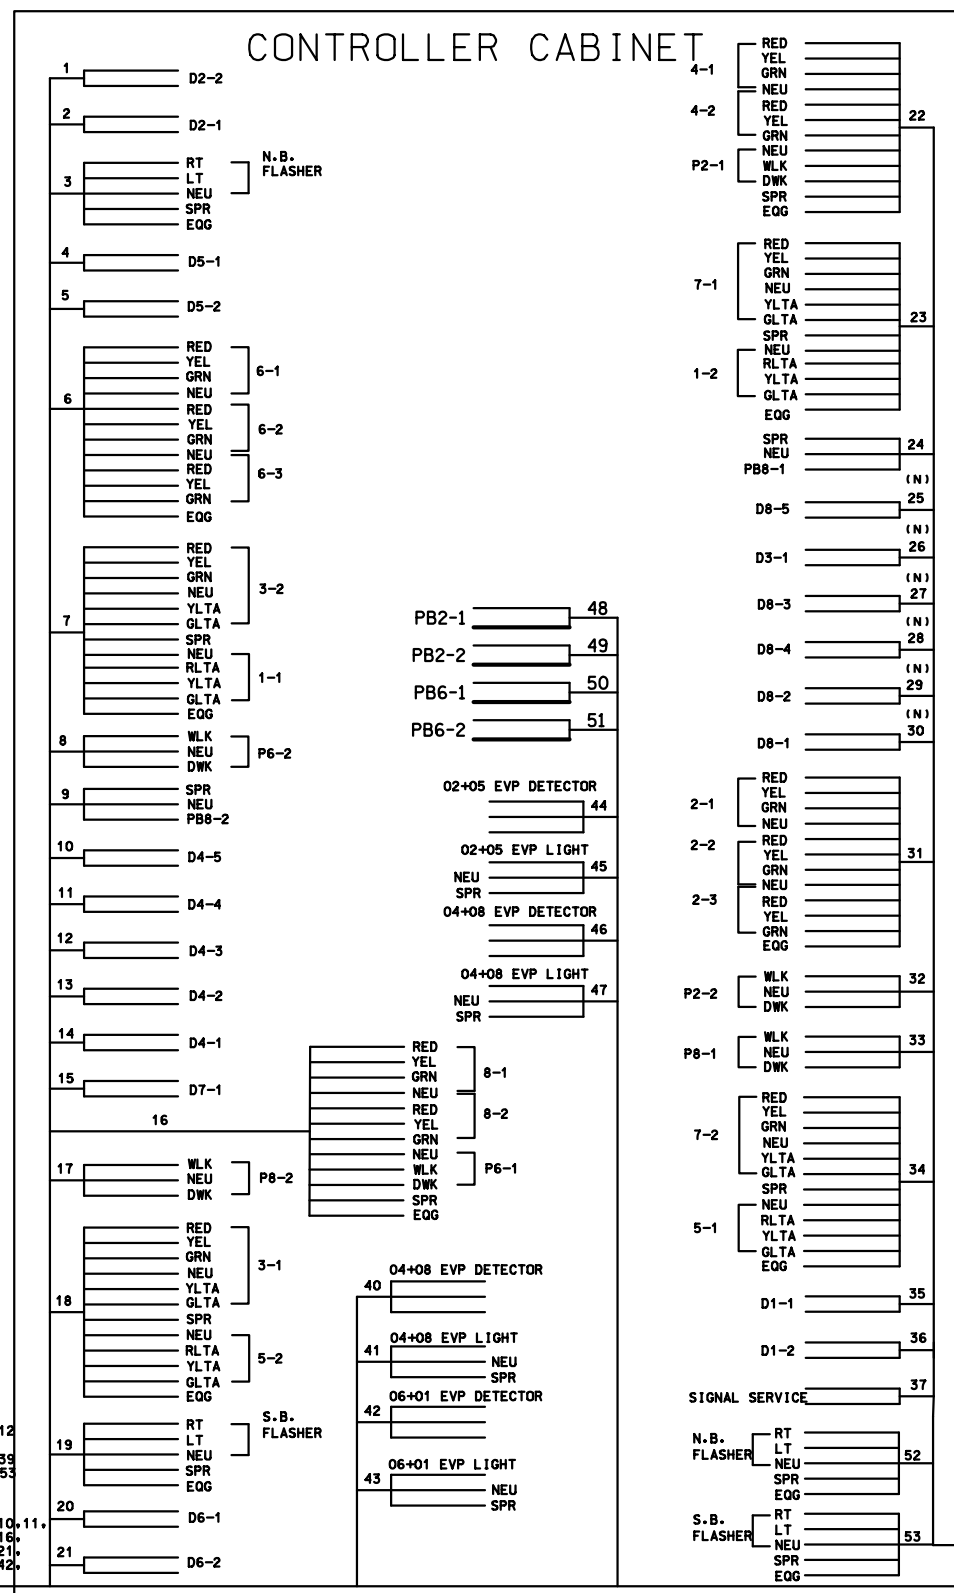 CONTROLLER CABINET
1
D2-2
2
D2-1
3
RT
LT
NEU
SPR
EQG
N.B.
FLASHER
4
D5-1
5
D5-2
6
RED
YEL
GRN
NEU
RED
YEL
GRN
NEU
RED
YEL
GRN
EQG
6-1
6-2
6-3
7
RED
YEL
GRN
NEU
YLTA
GLTA
SPR
NEU
RLTA
YLTA
GLTA
EQG
3-2
1-1
8
WLK
NEU
DWK
P6-2
9
SPR
NEU
PB8-2
10
D4-5
11
D4-4
12
D4-3
13
D4-2
14
D4-1
15
D7-1
16
RED
YEL
GRN
NEU
RED
YEL
GRN
NEU
WLK
DWK
SPR
EQG
8-1
8-2
P6-1
17
WLK
NEU
DWK
P8-2
18
RED
YEL
GRN
NEU
YLTA
GLTA
SPR
NEU
RLTA
YLTA
GLTA
EQG
3-1
5-2
19
RT
LT
NEU
SPR
EQG
S.B.
FLASHER
20
D6-1
21
D6-2
12
39
53
10,11,
16,
21,
42,
PB2-1 48
PB2-2 49
PB6-1 50
PB6-2 51
02+05 EVP DETECTOR
44
02+05 EVP LIGHT
45
NEU
SPR
04+08 EVP DETECTOR
46
04+08 EVP LIGHT
47
NEU
SPR
04+08 EVP DETECTOR
40
04+08 EVP LIGHT
41
NEU
SPR
06+01 EVP DETECTOR
42
06+01 EVP LIGHT
43
NEU
SPR
4-1
4-2
P2-1
RED
YEL
GRN
NEU
RED
YEL
GRN
NEU
WLK
DWK
SPR
EQG
22
7-1
1-2
RED
YEL
GRN
NEU
YLTA
GLTA
SPR
NEU
RLTA
YLTA
GLTA
EQG
23
SPR
NEU
PB8-1
24
(N)
D8-5 25
(N)
D3-1 26
(N)
D8-3 27
(N)
D8-4 28
(N)
D8-2 29
(N)
D8-1 30
2-1
2-2
2-3
RED
YEL
GRN
NEU
RED
YEL
GRN
NEU
RED
YEL
GRN
EQG
31
P2-2
WLK
NEU
DWK
32
P8-1
WLK
NEU
DWK
33
7-2
5-1
RED
YEL
GRN
NEU
YLTA
GLTA
SPR
NEU
RLTA
YLTA
GLTA
EQG
34
D1-1 35
D1-2 36
SIGNAL SERVICE 37
N.B.
FLASHER
RT
LT
NEU
SPR
EQG
52
S.B.
FLASHER
RT
LT
NEU
SPR
EQG
53